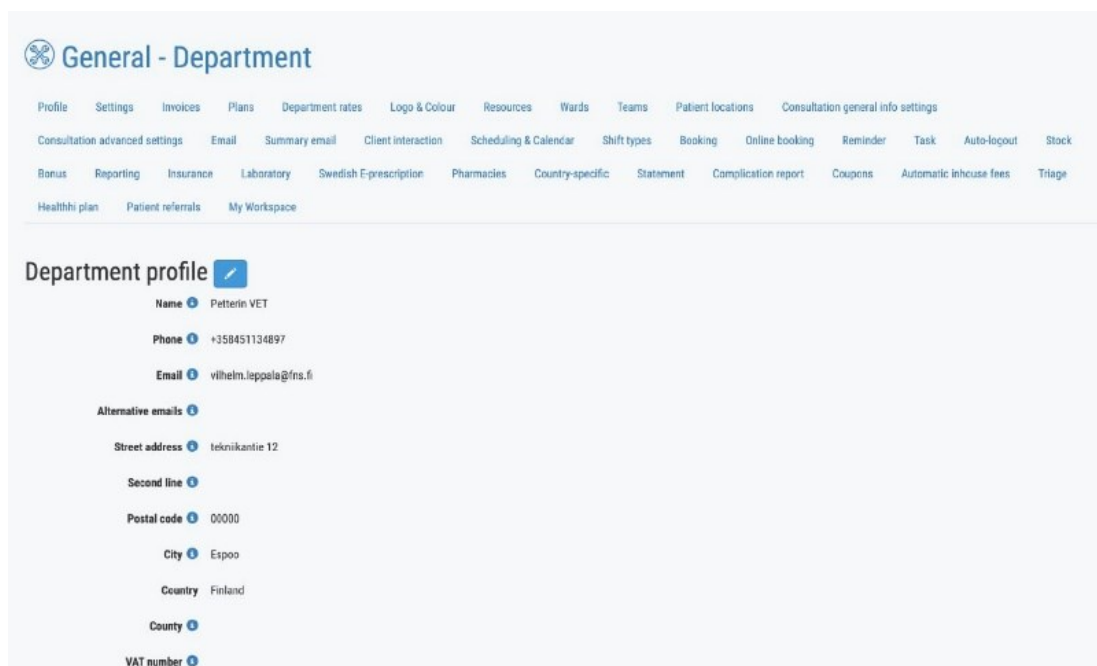 General - Department
Profile Settings Invoices Plans Department rates Logo & Colour Resources Wards Teams Patient locations Consultation general info settings
Consultation advanced settings Email Summary email Client interaction Scheduling & Calendar Shift types Booking Online booking Reminder Task Auto-logout Stock
Bonus Reporting Insurance Laboratory Swedish E-prescription Pharmacies Country-specific Statement Complication report Coupons Automatic inhouse fees Triage
Healthhi plan Patient referrals My Workspace
Department profile
Name Petterin VET
Phone +358451134897
Email vilhelm.leppala@fns.fi
Alternative emails
Street address tekniikantie 12
Second line
Postal code 00000
City Espoo
Country Finland
County
VAT number